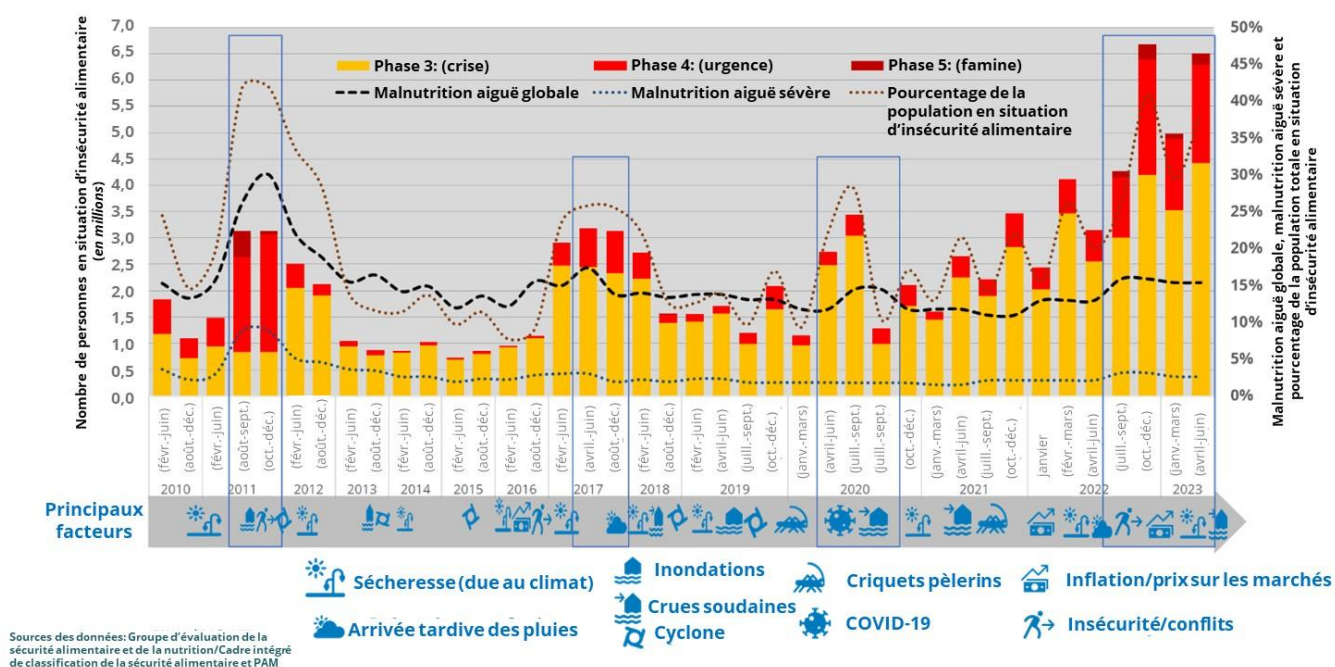 Nombre de personnes en situation d'insécurité alimentaire
(en millions)
7,0
6,5
6,0
5,5
5,0
4,5
4,0
3,5
3,0
2,5
2,0
1,5
1,0
0,5
0,0
Phase 3: (crise)
Phase 4: (urgence)
Phase 5: (famine)
Malnutrition aiguë globale
Malnutrition aiguë sévère
Pourcentage de la
population en situation
d'insécurité alimentaire
50%
45%
40%
35%
30%
25%
20%
15%
10%
5%
0%
Malnutrition aiguë globale, malnutrition aiguë sévère et
pourcentage de la population totale en situation
d'insécurité alimentaire
(févr.-juin)
(août.-déc.)
(févr.-juin)
(août-sept.)
(oct.-déc.)
(févr.-juin)
(août-déc.)
(févr.-juin)
(août-déc.)
(févr.-juin)
(août-déc.)
(févr.-juin)
(août-déc.)
(févr.-juin)
(août-déc.)
(févr.-juin)
(avril.-juin)
(août-déc.)
(févr.-juin)
(août-déc.)
(févr.-juin)
(avril.-juin)
(juill.-sept.)
(oct.-déc.)
(janv.-mars)
(avril-juin)
(juill.-sept.)
(juill.-sept.)
(oct.-déc.)
(janv.-mars)
(avril-juin)
(juill.-sept.)
(oct.-déc.)
janvier
(févr.-mars)
(avril-juin)
(juill.-sept.)
(oct.-déc.)
(janv.-mars)
(avril-juin)
2010
2011
2012
2013
2014
2015
2016
2017
2018
2019
2020
2021
2022
2023
Principaux
facteurs
Sécheresse (due au climat)
Arrivée tardive des pluies
Inondations
Crues soudaines
Cyclone
Criquets pèlerins
COVID-19
Inflation/prix sur les marchés
Insécurité/conflits
Sources des données: Groupe d'évaluation de la
sécurité alimentaire et de la nutrition/Cadre intégré
de classification de la sécurité alimentaire et PAM